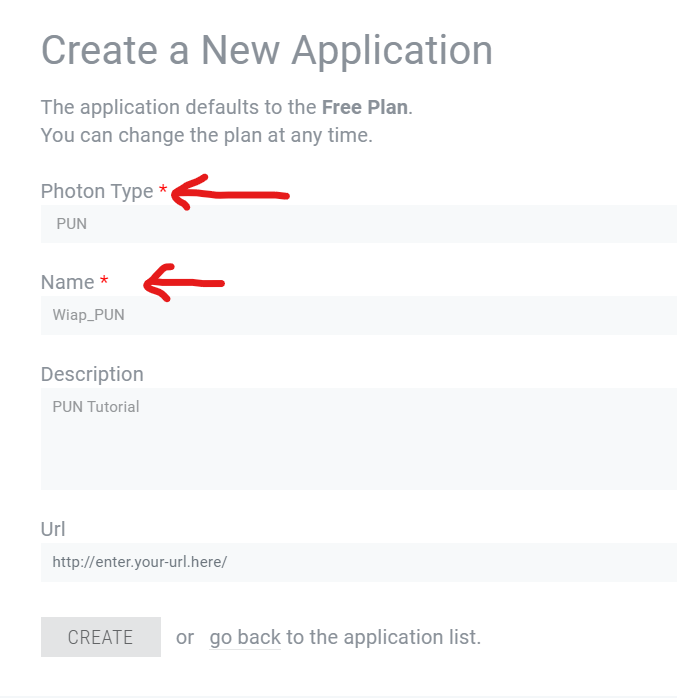 Create a New Application
The application defaults to the Free Plan.
You can change the plan at any time.
Photon Type *
PUN
Name *
Wiap_PUN
Description
PUN Tutorial
Url
http://enter.your-url.here/
CREATE or go back to the application list.